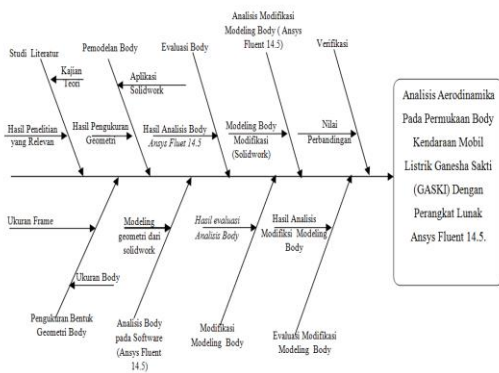 Analisis Modifikasi
Modeling Body ( Ansys
Fluent 14.5)
Studi Literatur
Pemodelan Body
Evaluasi Body
Verifikasi
Kajian
Teori
Aplikasi
Solidwork
Hasil Penelitian
yang Relevan
Hasil Pengukuran
Geometri
Hasil Analisis Body
Ansys Fluet 14.5
Modeling Body
Modifikasi
(Solidwork)
Nilai
Perbandingan
Analisis Aerodinamika
Pada Permukaan Body
Kendaraan Mobil
Listrik Ganesha Sakti
(GASKI) Dengan
Perangkat Lunak
Ansys Fluent 14.5.
Ukuran Frame
Modeling
geometri dari
solidwork
Hasil evaluasi
Analisis Body
Hasil Analisis
Modifiksi Modeling
Body
Ukuran Body
Pengukuran Bentuk
Geometri Body
Analisis Body
pada Software
(Ansys Fluent
14.5)
Modifikasi
Modeling Body
Evaluasi Modifikasi
Modeling Body